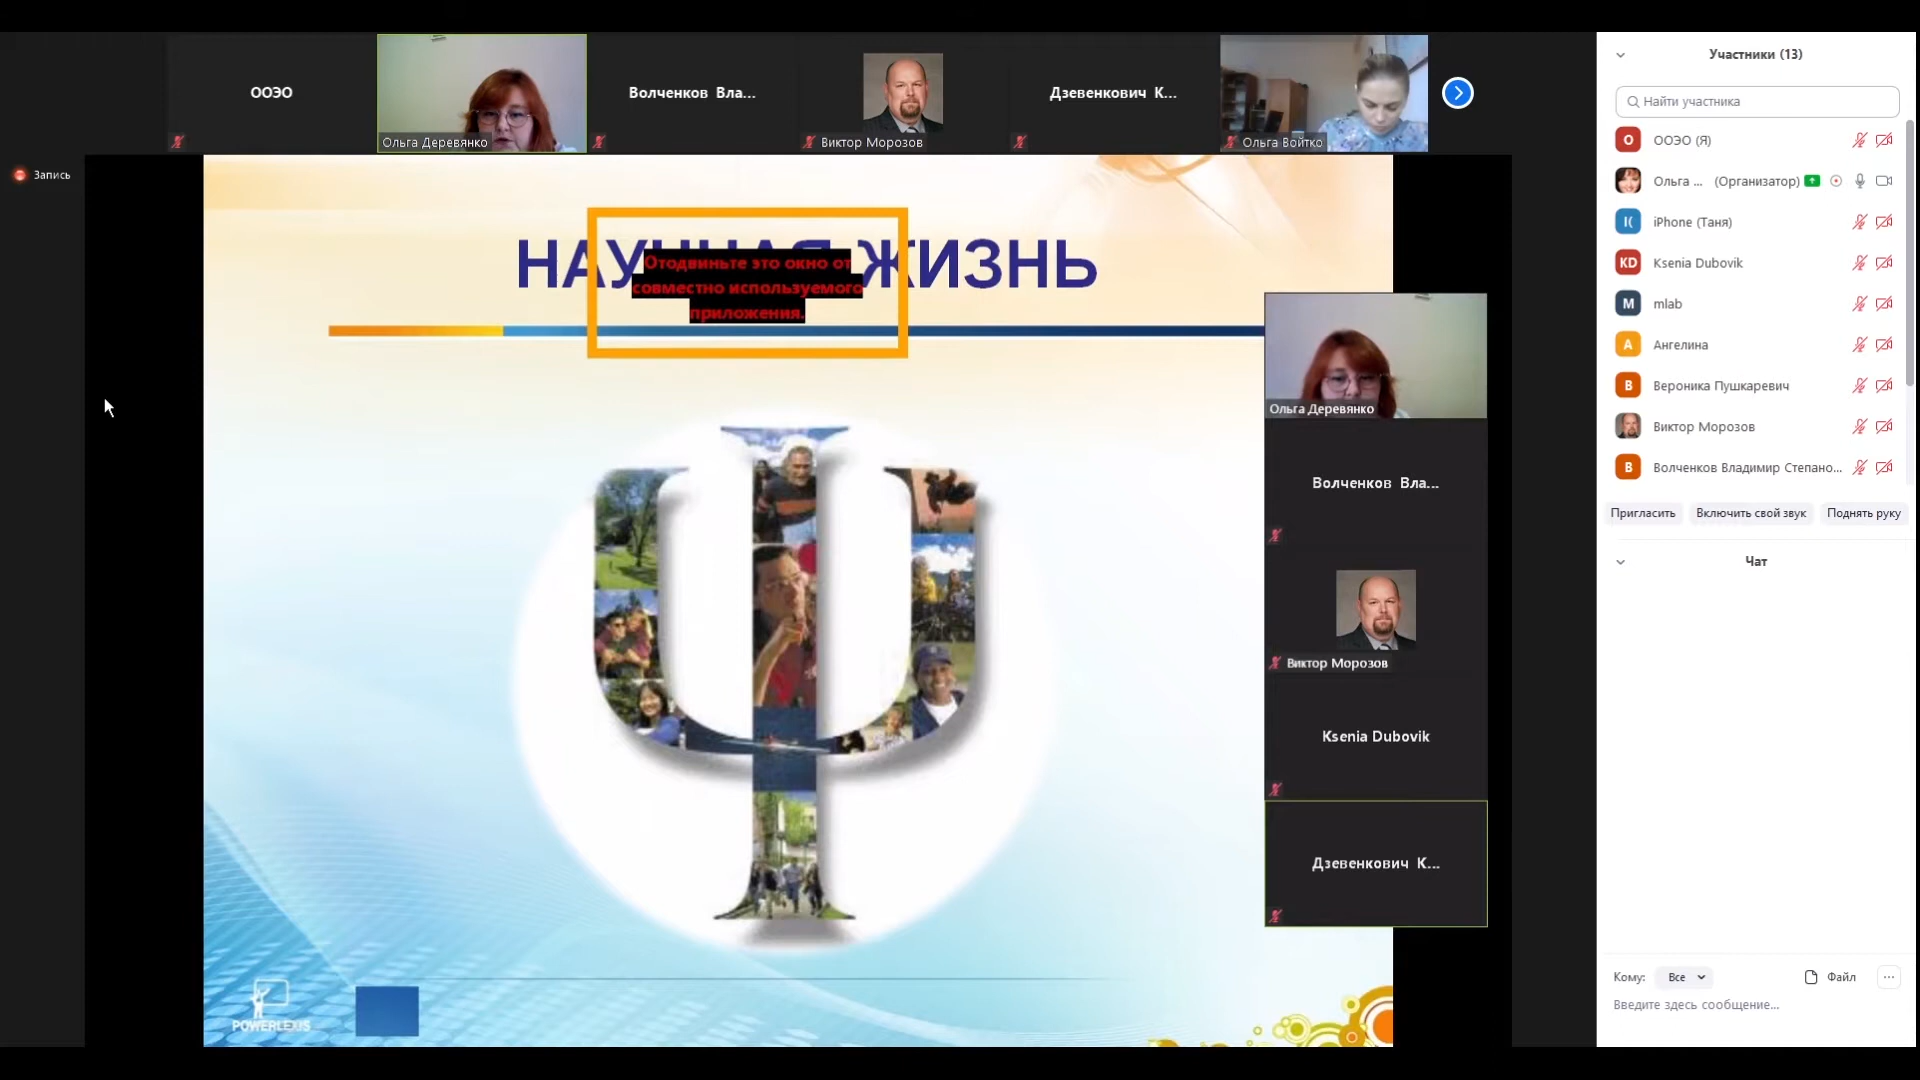 ООЭО
Ольга Деревянко
Волченков Вла...
Виктор Морозов
Дзевенкович К...
Ольга Войтко
Запись
НАУЧНАЯ ЖИЗНЬ
Отодвиньте это окно от
совместно используемого
приложения.
Ольга Деревянко
Волченков Вла...
Виктор Морозов
Ksenia Dubovik
Дзевенкович К...
POWERLEXIS
Участники (13)
Найти участника
О ООЭО (Я)
Ольга ... (Организатор)
I( iPhone (Таня)
KD Ksenia Dubovik
M mlab
А Ангелина
В Вероника Пушкаревич
Виктор Морозов
В Волченков Владимир Степано...
Пригласить Включить свой звук Поднять руку
Чат
Кому: Все Файл ...
Введите здесь сообщение...